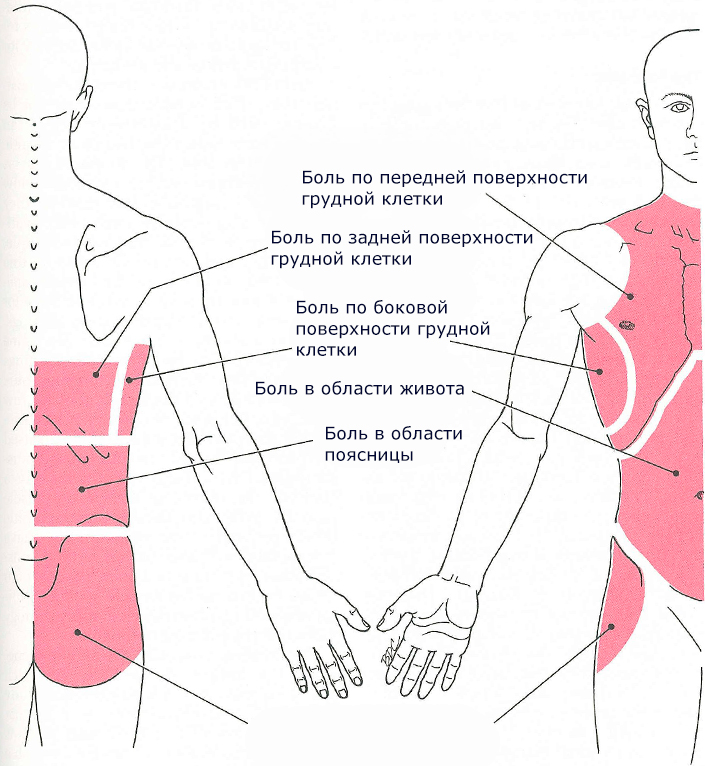 Боль по передней поверхности
грудной клетки
Боль по задней поверхности
грудной клетки
Боль по боковой
поверхности грудной
клетки
Боль в области живота
Боль в области
поясницы